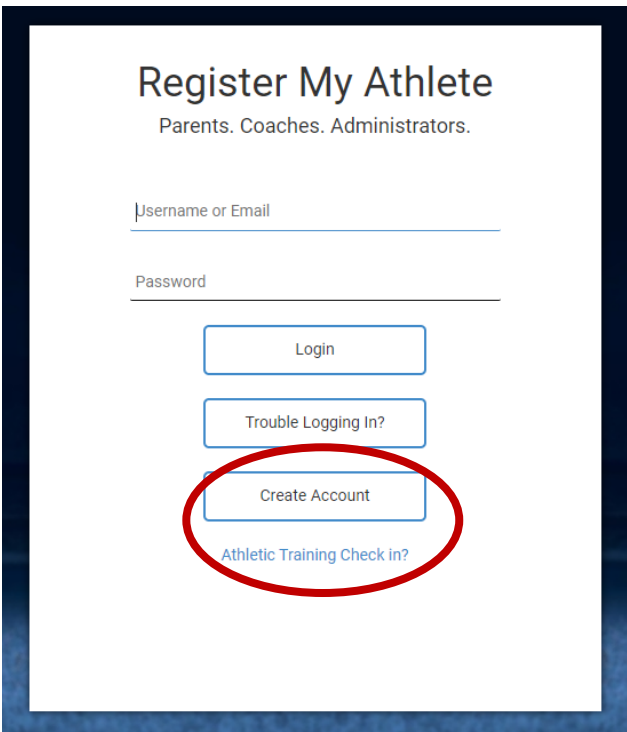 Register My Athlete
Parents. Coaches. Administrators.
Username or Email
Password
Login
Trouble Logging In?
Create Account
Athletic Training Check in?